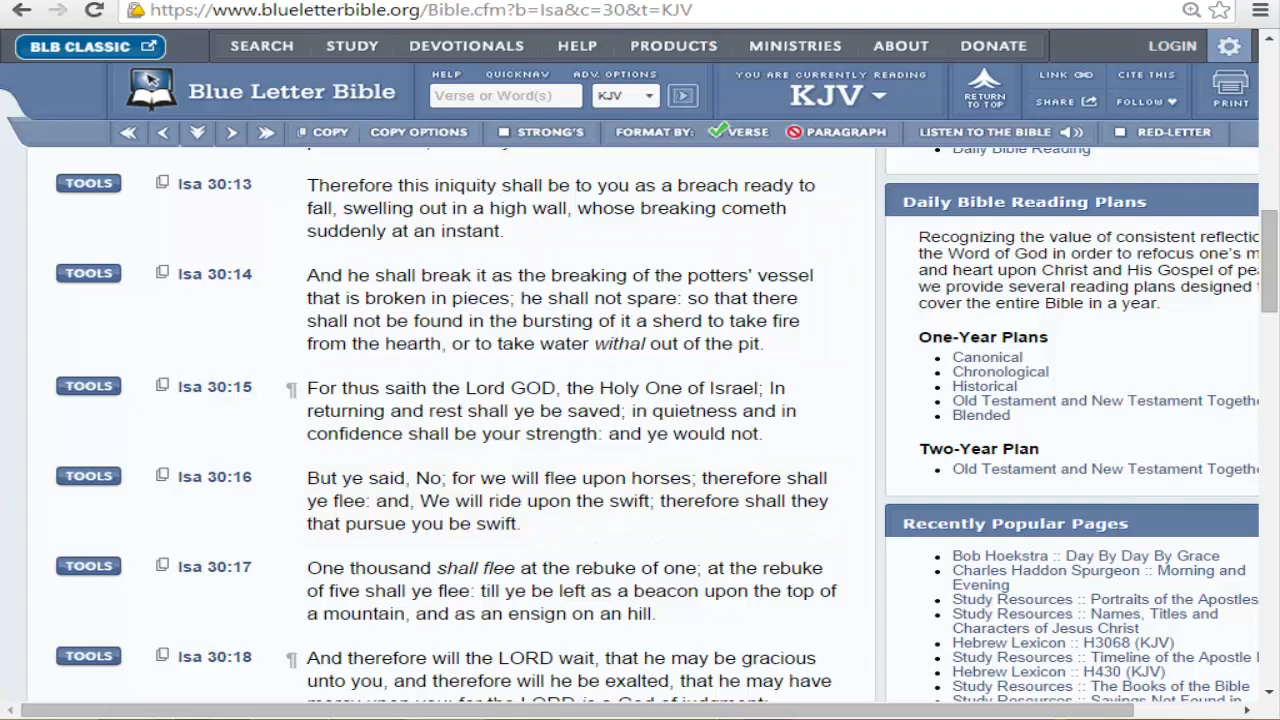 https://www.blueletterbible.org/Bible.cfm?b=Isa&c=30&t=KJV
BLB CLASSIC
SEARCH STUDY DEVOTIONALS HELP PRODUCTS MINISTRIES ABOUT DONATE LOGIN
Blue Letter Bible
HELP QUICKNAV ADV. OPTIONS
Verse or Word(s) KJV
YOU ARE CURRENTLY READING
KJV
RETURN
TO TOP
LINK CITE THIS
SHARE FOLLOW
PRINT
COPY COPY OPTIONS STRONG'S FORMAT BY: VERSE PARAGRAPH LISTEN TO THE BIBLE RED-LETTER
TOOLS Isa 30:13 Therefore this iniquity shall be to you as a breach ready to
fall, swelling out in a high wall, whose breaking cometh
suddenly at an instant.
TOOLS Isa 30:14 And he shall break it as the breaking of the potters' vessel
that is broken in pieces; he shall not spare: so that there
shall not be found in the bursting of it a sherd to take fire
from the hearth, or to take water withal out of the pit.
TOOLS Isa 30:15 ¶ For thus saith the Lord GOD, the Holy One of Israel; In
returning and rest shall ye be saved; in quietness and in
confidence shall be your strength: and ye would not.
TOOLS Isa 30:16 But ye said, No; for we will flee upon horses; therefore shall
ye flee: and, We will ride upon the swift; therefore shall they
that pursue you be swift.
TOOLS Isa 30:17 One thousand shall flee at the rebuke of one; at the rebuke
of five shall ye flee: till ye be left as a beacon upon the top of
a mountain, and as an ensign on an hill.
TOOLS Isa 30:18 ¶ And therefore will the LORD wait, that he may be gracious
unto you, and therefore will he be exalted, that he may have
mercy upon you: for the LORD is a God of judgment:
Daily Bible Reading
Daily Bible Reading Plans
Recognizing the value of consistent reflectic
the Word of God in order to refocus one's m
and heart upon Christ and His Gospel of pe
we provide several reading plans designed
cover the entire Bible in a year.
One-Year Plans
Canonical
Chronological
Historical
Old Testament and New Testament Togethe
Blended
Two-Year Plan
Old Testament and New Testament Togethe
Recently Popular Pages
Bob Hoekstra :: Day By Day By Grace
Charles Haddon Spurgeon :: Morning and
Evening
Study Resources :: Portraits of the Apostles
Study Resources :: Names, Titles and
Characters of Jesus Christ
Hebrew Lexicon :: H3068 (KJV)
Study Resources :: Timeline of the Apostle
Hebrew Lexicon :: H430 (KJV)
Study Resources :: The Books of the Bible
Study Resources :: Sayings Not Found in